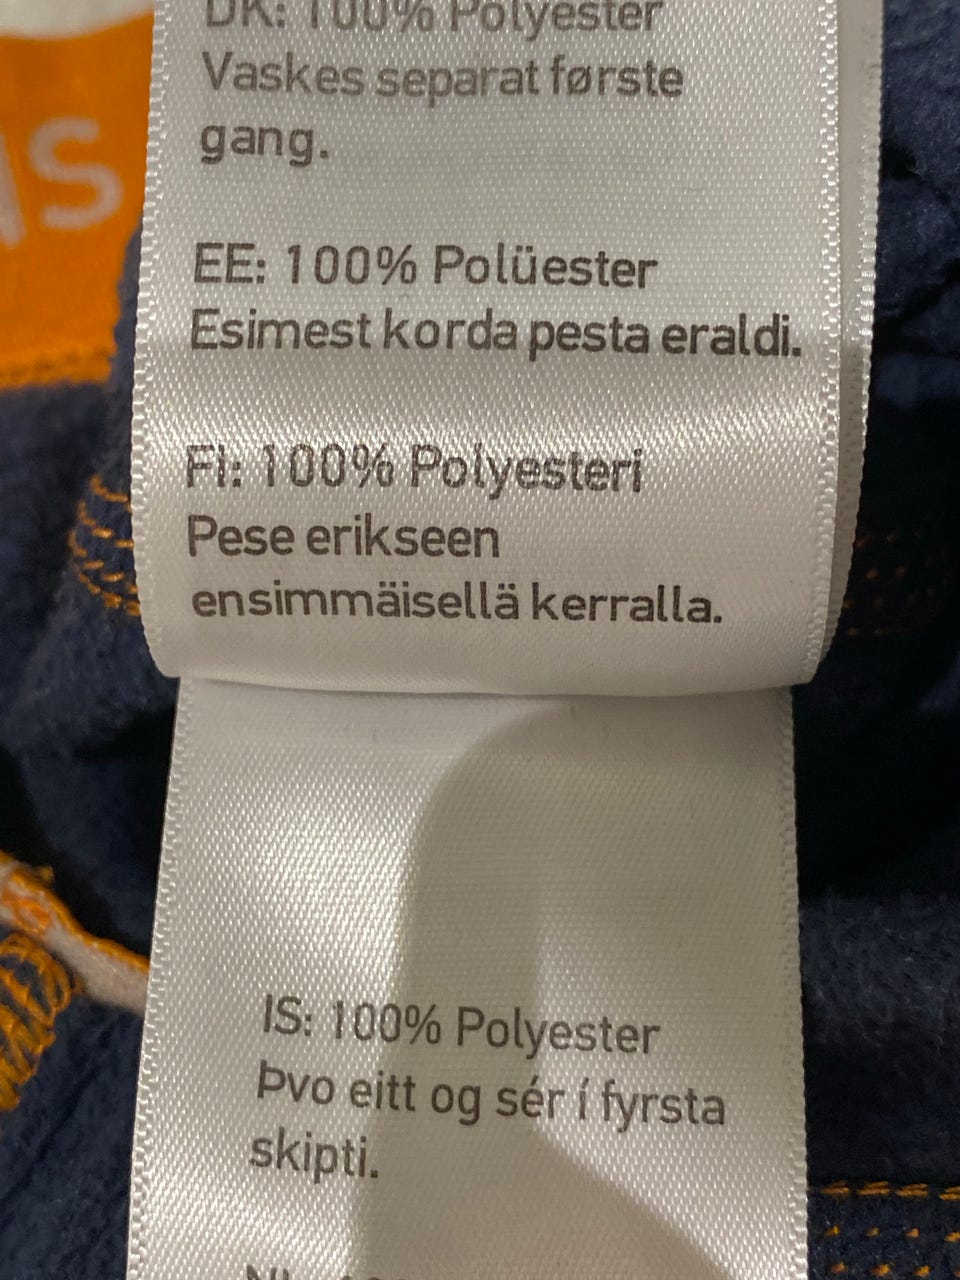 DK: 100% Polyester
Vaskes separat første
gang.
EE: 100% Polüester
Esimest korda pesta eraldi.
FI: 100% Polyesteri
Pese erikseen
ensimmäisellä kerralla.
IS: 100% Polyester
Þvo eitt og sér í fyrsta
skipti.